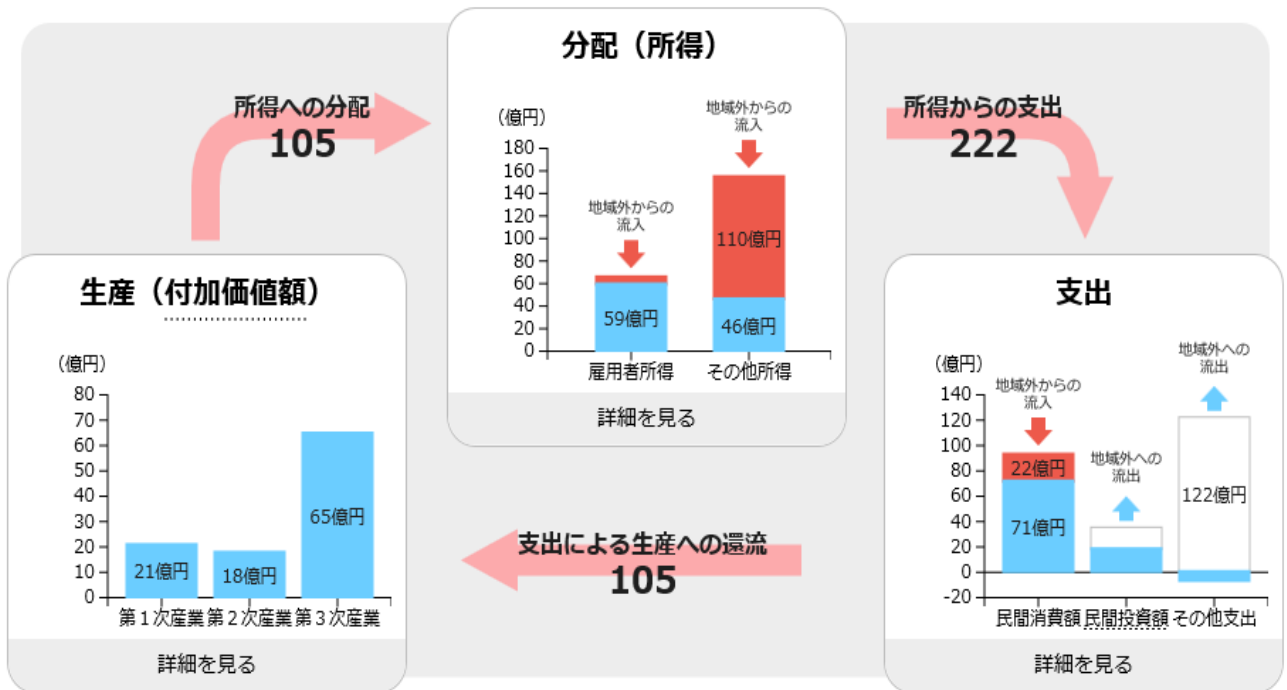 分配（所得）
所得への分配
105
（億円）
180
160
140
120
100
80
60
40
20
0
地域外からの
流入
地域外からの
流入
110億円
59億円
46億円
雇用者所得
その他所得
詳細を見る
所得からの支出
222
生産（付加価値額）
（億円）
80
70
60
50
40
30
20
10
0
21億円
18億円
65億円
第１次産業
第２次産業
第３次産業
詳細を見る
支出による生産への還流
105
支出
（億円）
140
120
100
80
60
40
20
0
-20
地域外からの
流入
地域外への
流出
地域外への
流出
22億円
71億円
122億円
民間消費額
民間投資額
その他支出
詳細を見る